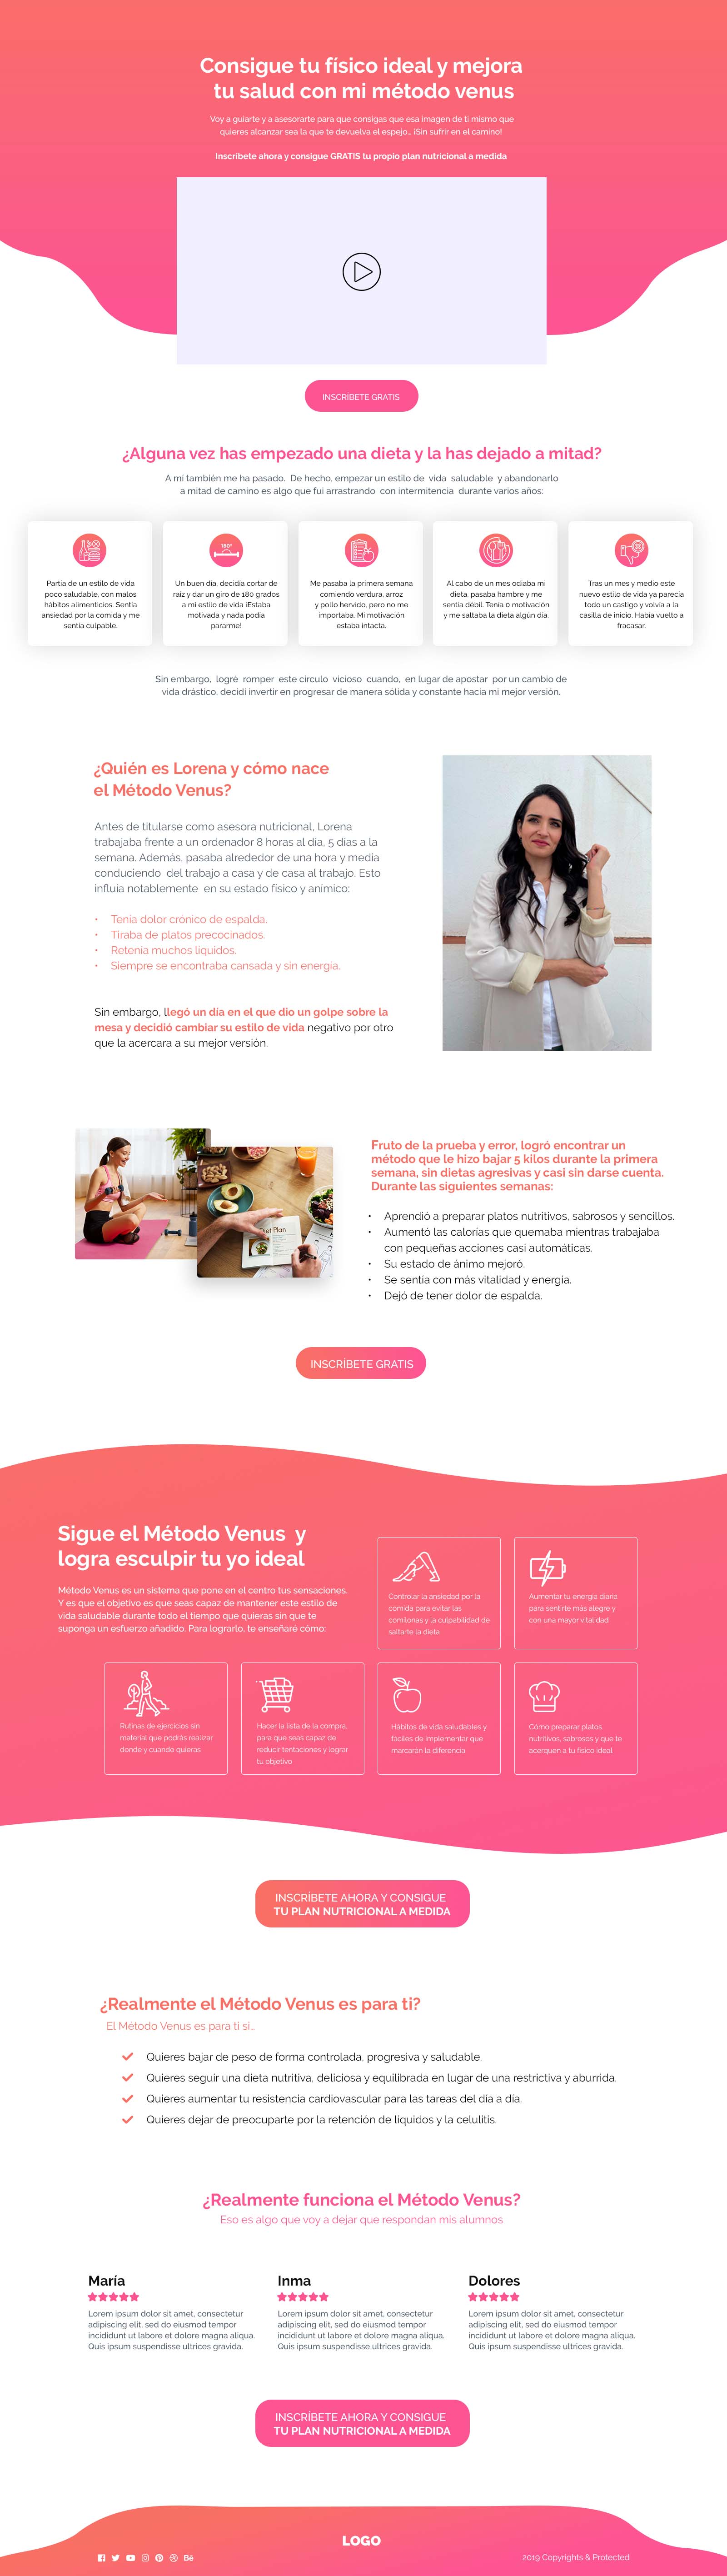 Consigue tu físico ideal y mejora
tu salud con mi método venus
Voy a guiarte y a asesorarte para que consigas que esa imagen de ti mismo que
quieres alcanzar sea la que te devuelva el espejo... ¡Sin sufrir en el camino!
Inscríbete ahora y consigue GRATIS tu propio plan nutricional a medida
INSCRÍBETE GRATIS
¿Alguna vez has empezado una dieta y la has dejado a mitad?
A mi también me ha pasado. De hecho, empezar un estilo de vida saludable y abandonarlo
a mitad de camino es algo que fui arrastrando con intermitencia durante varios años:
Partía de un estilo de vida
poco saludable, con malos
hábitos alimenticios. Sentía
ansiedad por la comida y me
sentía culpable.
180º
Un buen día, decidía cortar de
raíz y dar un giro de 180 grados
a mi estilo de vida ¡Estaba
motivada y nada podía
pararme!
Me pasaba la primera semana
comiendo verdura, arroz
y pollo hervido, pero no me
importaba. Mi motivación
estaba intacta.
Al cabo de un mes odiaba mi
dieta, pasaba hambre y me
sentía débil. Tenía 0 motivación
y me saltaba la dieta algún día.
Tras un mes y medio este
nuevo estilo de vida ya parecía
todo un castigo y volvía a la
casilla de inicio. Había vuelto a
fracasar.
Sin embargo, logré romper este círculo vicioso cuando, en lugar de apostar por un cambio de
vida drástico, decidí invertir en progresar de manera sólida y constante hacia mi mejor versión.
¿Quién es Lorena y cómo nace
el Método Venus?
Antes de titularse como asesora nutricional, Lorena
trabajaba frente a un ordenador 8 horas al día, 5 días a la
semana. Además, pasaba alrededor de una hora y media
conduciendo del trabajo a casa y de casa al trabajo. Esto
influía notablemente en su estado físico y anímico:
• Tenía dolor crónico de espalda.
• Tiraba de platos precocinados.
• Retenía muchos líquidos.
• Siempre se encontraba cansada y sin energía.
Sin embargo, llegó un día en el que dio un golpe sobre la
mesa y decidió cambiar su estilo de vida negativo por otro
que la acercara a su mejor versión.
Diet Plan
Fruto de la prueba y error, logró encontrar un
método que le hizo bajar 5 kilos durante la primera
semana, sin dietas agresivas y casi sin darse cuenta.
Durante las siguientes semanas:
• Aprendió a preparar platos nutritivos, sabrosos y sencillos.
• Aumentó las calorías que quemaba mientras trabajaba
con pequeñas acciones casi automáticas.
• Su estado de ánimo mejoró.
• Se sentía con más vitalidad y energía.
• Dejó de tener dolor de espalda.
INSCRÍBETE GRATIS
Sigue el Método Venus y
logra esculpir tu yo ideal
Método Venus es un sistema que pone en el centro tus sensaciones.
Y es que el objetivo es que seas capaz de mantener este estilo de
vida saludable durante todo el tiempo que quieras sin que te
suponga un esfuerzo añadido. Para lograrlo, te enseñaré cómo:
Controlar la ansiedad por la
comida para evitar las
comilonas y la culpabilidad de
saltarte la dieta
Aumentar tu energía diaria
para sentirte más alegre y
con una mayor vitalidad
Rutinas de ejercicios sin
material que podrás realizar
donde y cuando quieras
Hacer la lista de la compra,
para que seas capaz de
reducir tentaciones y lograr
tu objetivo
Hábitos de vida saludables y
fáciles de implementar que
marcarán la diferencia
Cómo preparar platos
nutritivos, sabrosos y que te
acerquen a tu físico ideal
INSCRÍBETE AHORA Y CONSIGUE
TU PLAN NUTRICIONAL A MEDIDA
¿Realmente el Método Venus es para ti?
El Método Venus es para ti si...
Quieres bajar de peso de forma controlada, progresiva y saludable.
Quieres seguir una dieta nutritiva, deliciosa y equilibrada en lugar de una restrictiva y aburrida.
Quieres aumentar tu resistencia cardiovascular para las tareas del día a día.
Quieres dejar de preocuparte por la retención de líquidos y la celulitis.
¿Realmente funciona el Método Venus?
Eso es algo que voy a dejar que respondan mis alumnos
María
Lorem ipsum dolor sit amet, consectetur
adipiscing elit, sed do eiusmod tempor
incididunt ut labore et dolore magna aliqua.
Quis ipsum suspendisse ultrices gravida.
Inma
Lorem ipsum dolor sit amet, consectetur
adipiscing elit, sed do eiusmod tempor
incididunt ut labore et dolore magna aliqua.
Quis ipsum suspendisse ultrices gravida.
Dolores
Lorem ipsum dolor sit amet, consectetur
adipiscing elit, sed do eiusmod tempor
incididunt ut labore et dolore magna aliqua.
Quis ipsum suspendisse ultrices gravida.
INSCRÍBETE AHORA Y CONSIGUE
TU PLAN NUTRICIONAL A MEDIDA
LOGO
2019 Copyrights & Protected